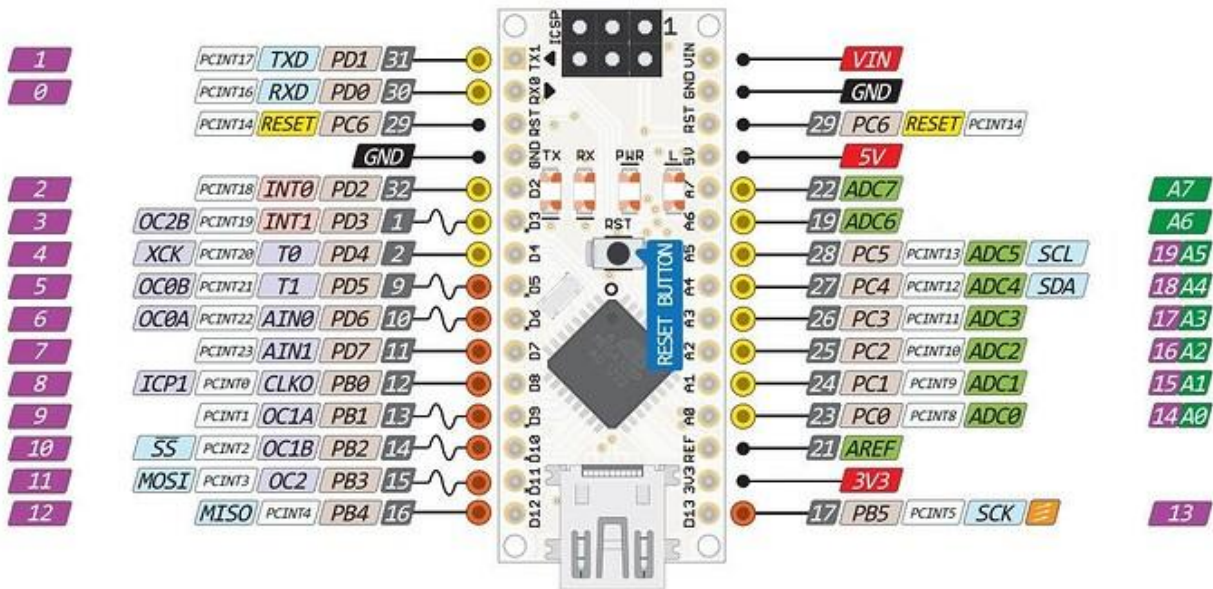 ICSP 1
1 PCINT17 TXD PD1 31 TX1 VIN VIN
0 PCINT16 RXD PD0 30 RX0 GND GND
PCINT14 RESET PC6 29 RST RST 29 PC6 RESET PCINT14
GND GND 5V 5V
TX RX PWR L
2 PCINT18 INT0 PD2 32 D2 A7 22 ADC7 A7
3 OC2B PCINT19 INT1 PD3 1 D3 A6 19 ADC6 A6
RST
4 XCK PCINT20 T0 PD4 2 D4 A5 28 PC5 PCINT13 ADC5 SCL 19 A5
5 OC0B PCINT21 T1 PD5 9 D5 A4 27 PC4 PCINT12 ADC4 SDA 18 A4
RESET BUTTON
6 OC0A PCINT22 AIN0 PD6 10 D6 A3 26 PC3 PCINT11 ADC3 17 A3
7 PCINT23 AIN1 PD7 11 D7 A2 25 PC2 PCINT10 ADC2 16 A2
8 ICP1 PCINT0 CLKO PB0 12 D8 A1 24 PC1 PCINT9 ADC1 15 A1
9 PCINT1 OC1A PB1 13 D9 A0 23 PC0 PCINT8 ADC0 14 A0
10 SS PCINT2 OC1B PB2 14 D10 REF 21 AREF
11 MOSI PCINT3 OC2 PB3 15 D11 3V3 3V3
12 MISO PCINT4 PB4 16 D12 D13 17 PB5 PCINT5 SCK 13